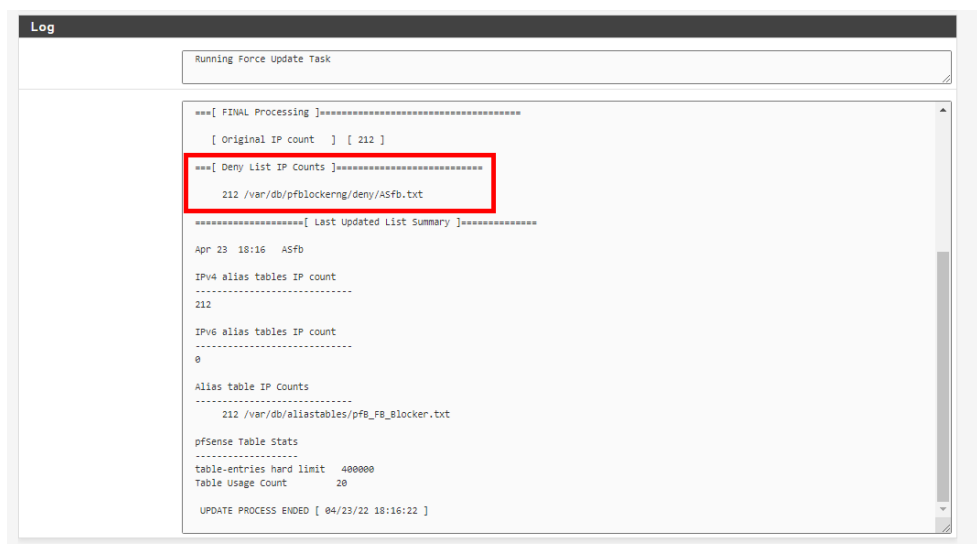 Log
Running Force Update Task
===[ FINAL Processing ]=====================================
[ Original IP count ] [ 212 ]
===[ Deny List IP Counts ]===========================
212 /var/db/pfblockerng/deny/ASfb.txt
====================[ Last Updated List Summary ]==============
Apr 23 18:16 ASfb
IPv4 alias tables IP count
-----------------------------
212
IPv6 alias tables IP count
-----------------------------
0
Alias table IP Counts
-----------------------------
212 /var/db/aliastables/pfB_FB_Blocker.txt
pfSense Table Stats
-------------------
table-entries hard limit 400000
Table Usage Count 20
UPDATE PROCESS ENDED [ 04/23/22 18:16:22 ]